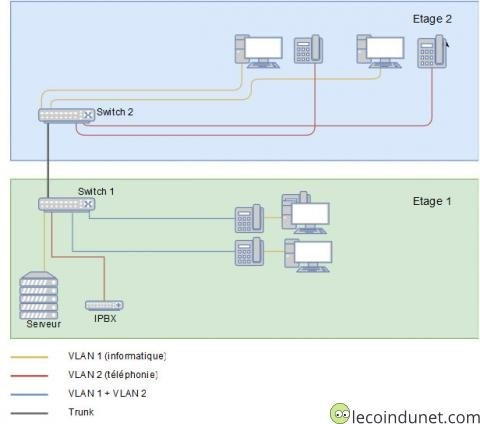 Etage 2
Switch 2
Switch 1
Etage 1
Serveur
IPBX
VLAN 1 (informatique)
VLAN 2 (téléphonie)
VLAN 1 + VLAN 2
Trunk
lecoindunet.com